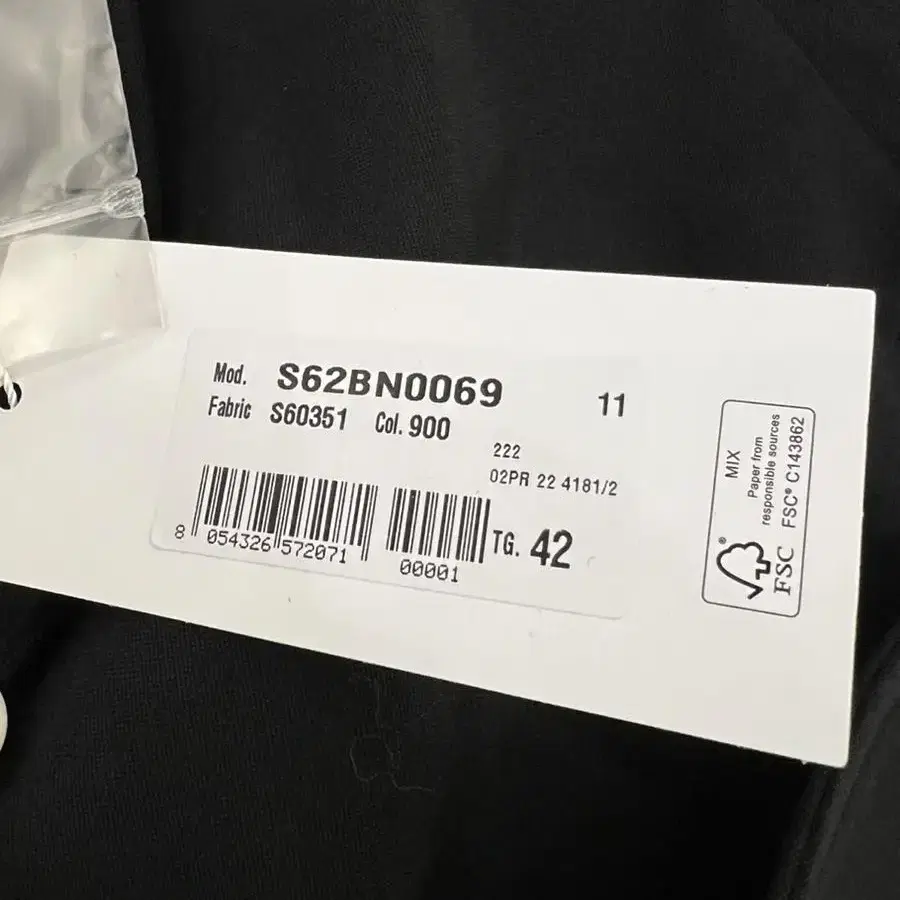 Mod. S62BN0069 11
Fabric S60351 Col. 900
222
02PR 22 4181/2
8 054326 572071
00001
TG. 42
MIX
Paper from
responsible sources
FSC® C143862
®
FSC